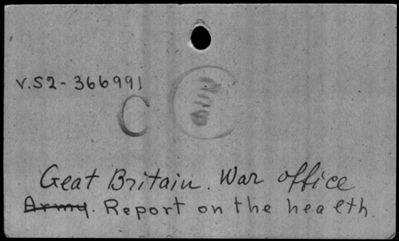 V.S2-366991
C
Geat Britain. War office
Army. Report on the health.